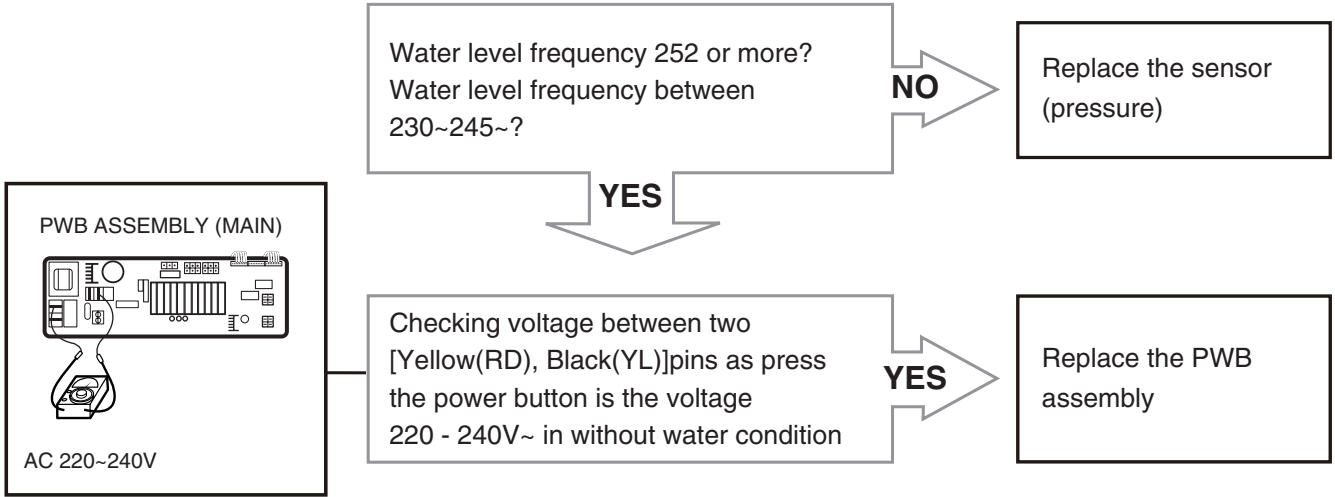 Water level frequency 252 or more?
Water level frequency between
230~245~?
NO
Replace the sensor
(pressure)
YES
PWB ASSEMBLY (MAIN)
AC 220~240V
Checking voltage between two
[Yellow(RD), Black(YL)]pins as press
the power button is the voltage
220 - 240V~ in without water condition
YES
Replace the PWB
assembly